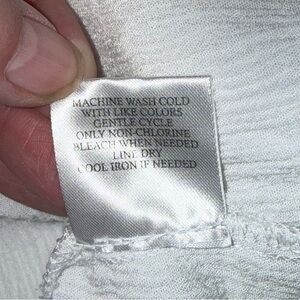 MACHINE WASH COLD
WITH LIKE COLORS
GENTLE CYCLE
ONLY NON-CHLORINE
BLEACH WHEN NEEDED
LINE DRY
COOL IRON IF NEEDED